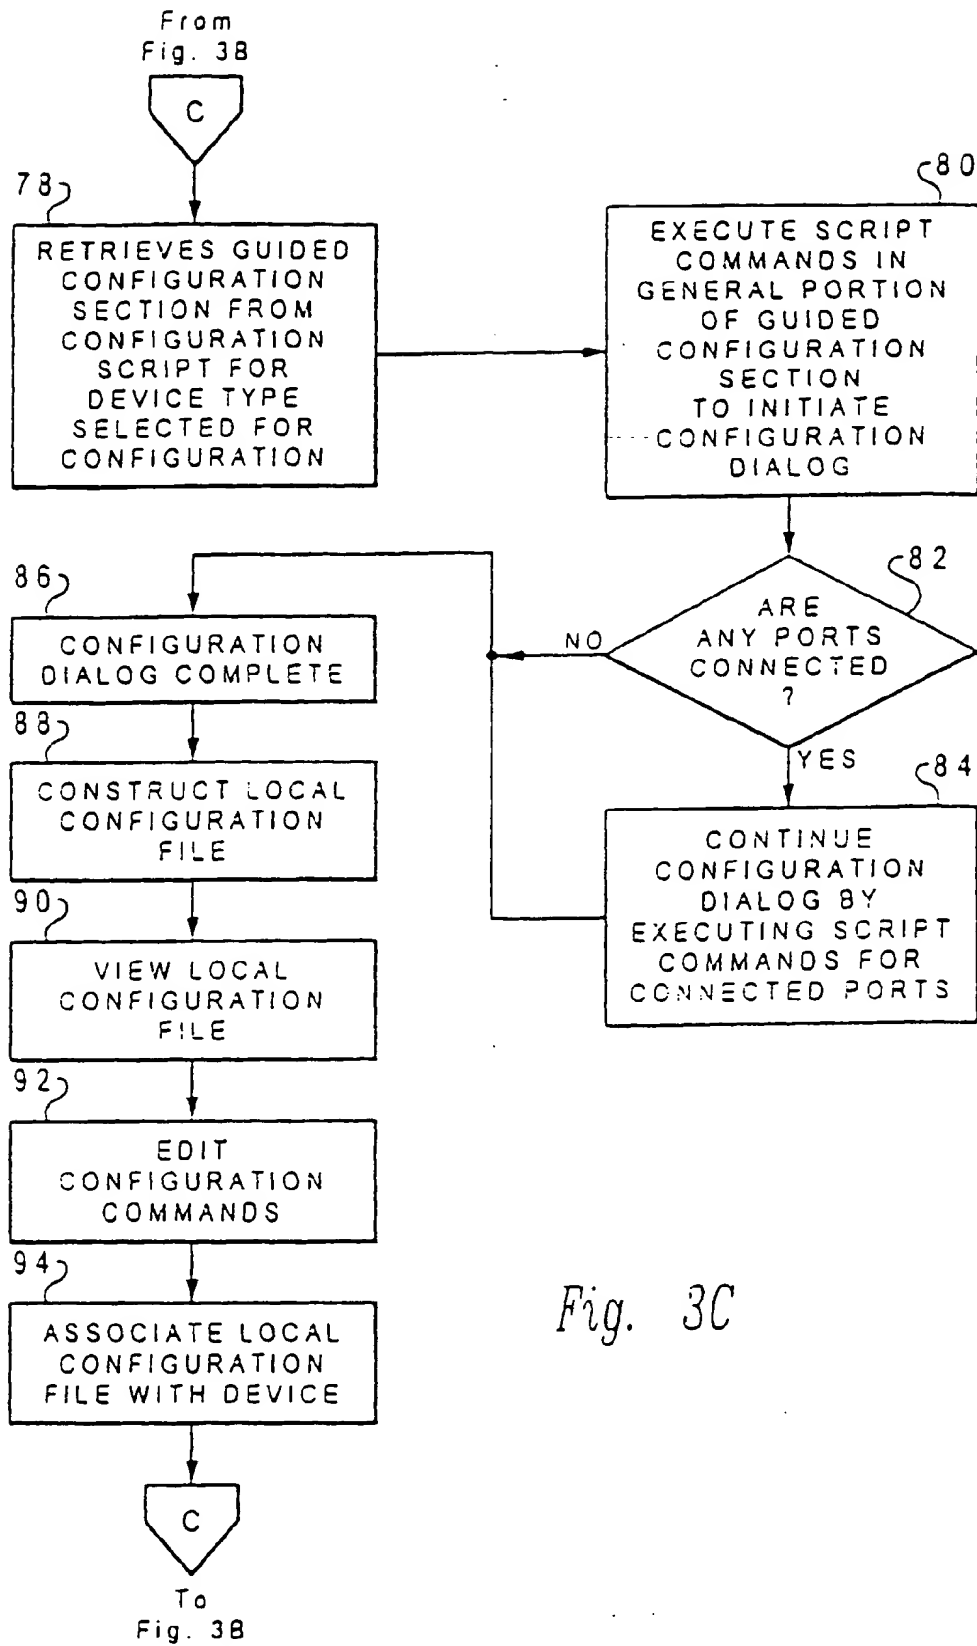 From
Fig. 3B
C
78
RETRIEVES GUIDED
CONFIGURATION
SECTION FROM
CONFIGURATION
SCRIPT FOR
DEVICE TYPE
SELECTED FOR
CONFIGURATION
80
EXECUTE SCRIPT
COMMANDS IN
GENERAL PORTION
OF GUIDED
CONFIGURATION
SECTION
TO INITIATE
CONFIGURATION
DIALOG
82
ARE
ANY PORTS
CONNECTED
?
NO
YES
84
CONTINUE
CONFIGURATION
DIALOG BY
EXECUTING SCRIPT
COMMANDS FOR
CONNECTED PORTS
86
CONFIGURATION
DIALOG COMPLETE
88
CONSTRUCT LOCAL
CONFIGURATION
FILE
90
VIEW LOCAL
CONFIGURATION
FILE
92
EDIT
CONFIGURATION
COMMANDS
94
ASSOCIATE LOCAL
CONFIGURATION
FILE WITH DEVICE
C
To
Fig. 3B
Fig. 3C